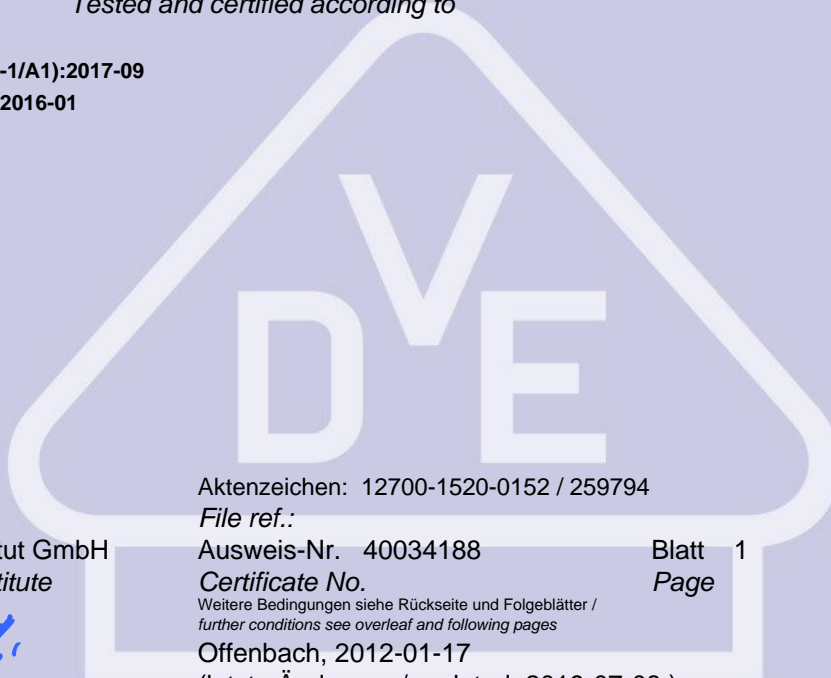 Tested and certified according to
-1/A1):2017-09
2016-01
V
D E
Aktenzeichen: 12700-1520-0152 / 259794
File ref.:
tut GmbH Ausweis-Nr. 40034188 Blatt 1
titute Certificate No. Page
Weitere Bedingungen siehe Rückseite und Folgeblätter /
further conditions see overleaf and following pages
Offenbach, 2012-01-17